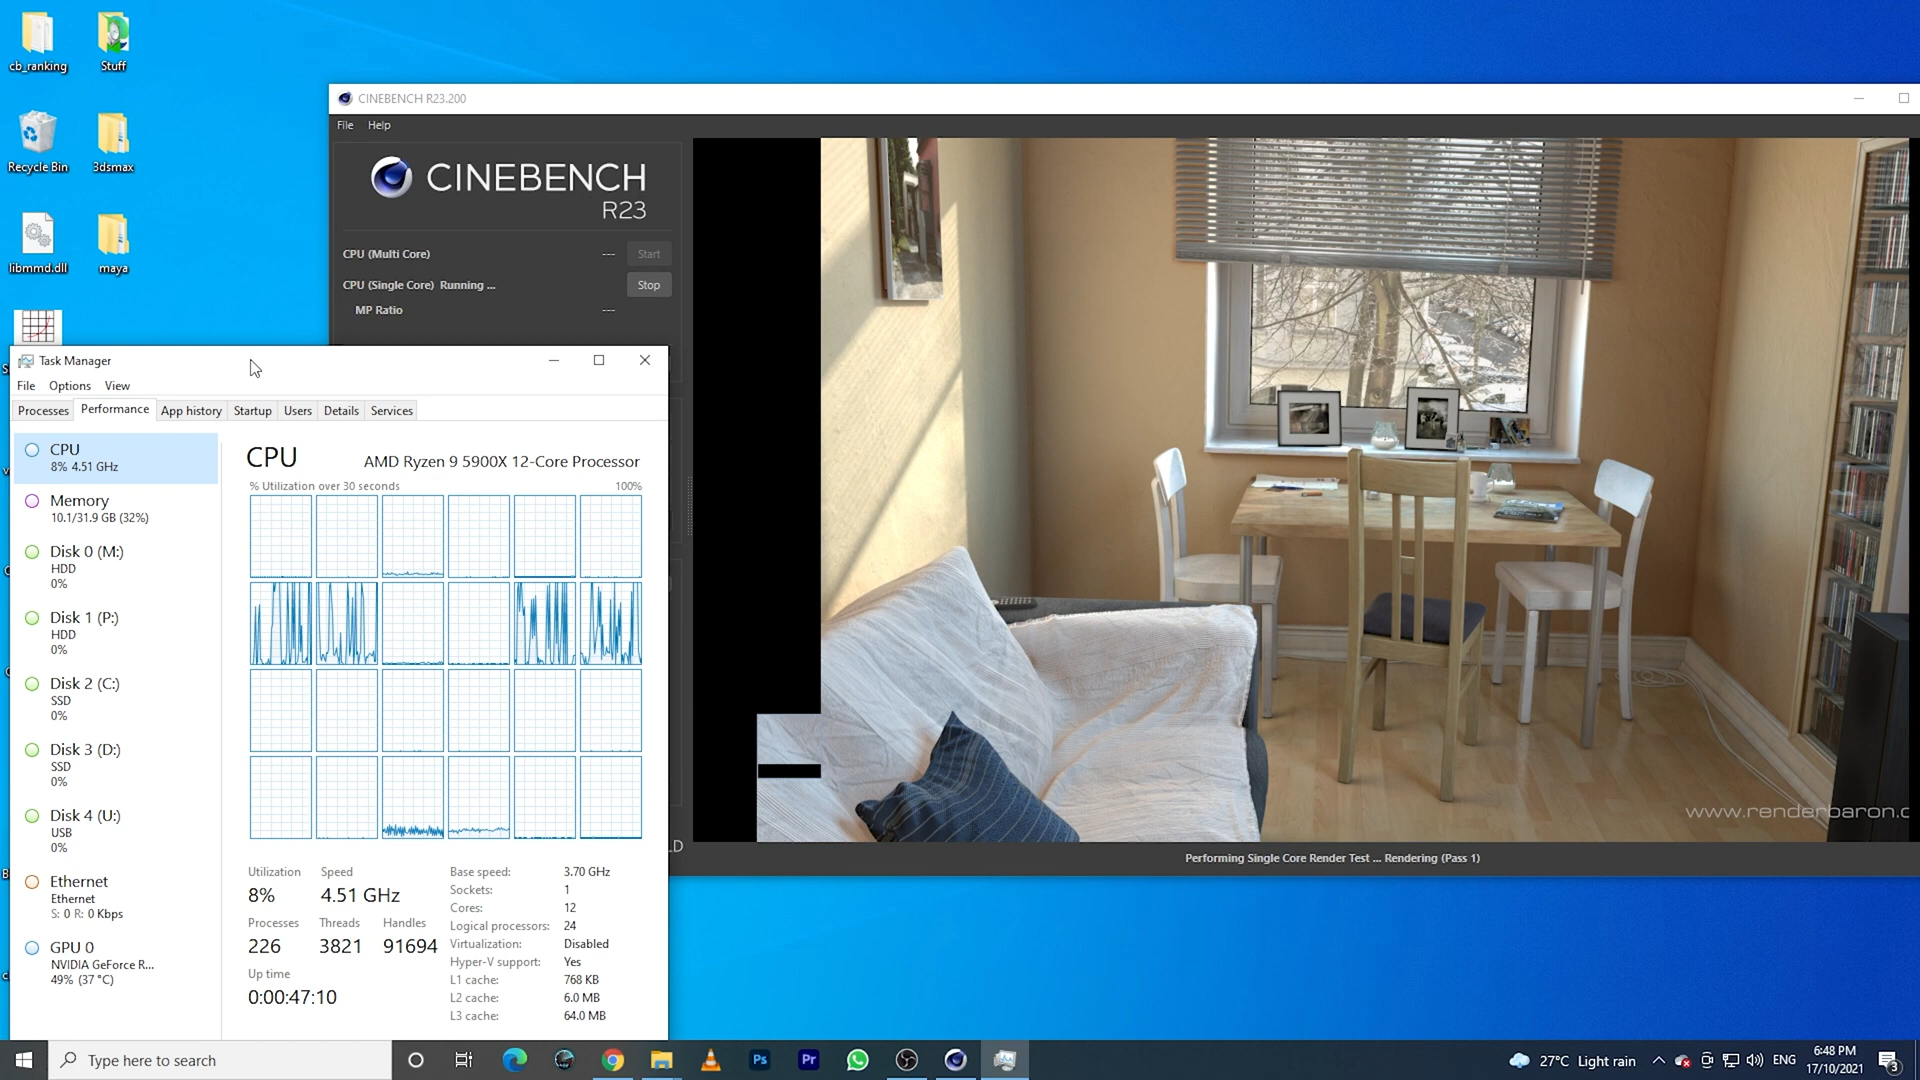 cb_ranking
Stuff
Recycle Bin
3dsmax
libmmd.dll
maya
CINEBENCH R23.200
File Help
CINEBENCH
R23
CPU (Multi Core) --- Start
CPU (Single Core) Running ... Stop
MP Ratio ---
Task Manager
File Options View
Processes Performance App history Startup Users Details Services
CPU
8% 4.51 GHz
Memory
10.1/31.9 GB (32%)
Disk 0 (M:)
HDD
0%
Disk 1 (P:)
HDD
0%
Disk 2 (C:)
SSD
0%
Disk 3 (D:)
SSD
0%
Disk 4 (U:)
USB
0%
Ethernet
Ethernet
S: 0 R: 0 Kbps
GPU 0
NVIDIA GeForce R...
49% (37 °C)
CPU AMD Ryzen 9 5900X 12-Core Processor
% Utilization over 30 seconds 100%
Utilization Speed
8% 4.51 GHz
Processes Threads Handles
226 3821 91694
Up time
0:00:47:10
Base speed: 3.70 GHz
Sockets: 1
Cores: 12
Logical processors: 24
Virtualization: Disabled
Hyper-V support: Yes
L1 cache: 768 KB
L2 cache: 6.0 MB
L3 cache: 64.0 MB
www.renderbaron.c
Performing Single Core Render Test ... Rendering (Pass 1)
Type here to search
Ps
Pr
27°C Light rain
ENG
6:48 PM
17/10/2021
3